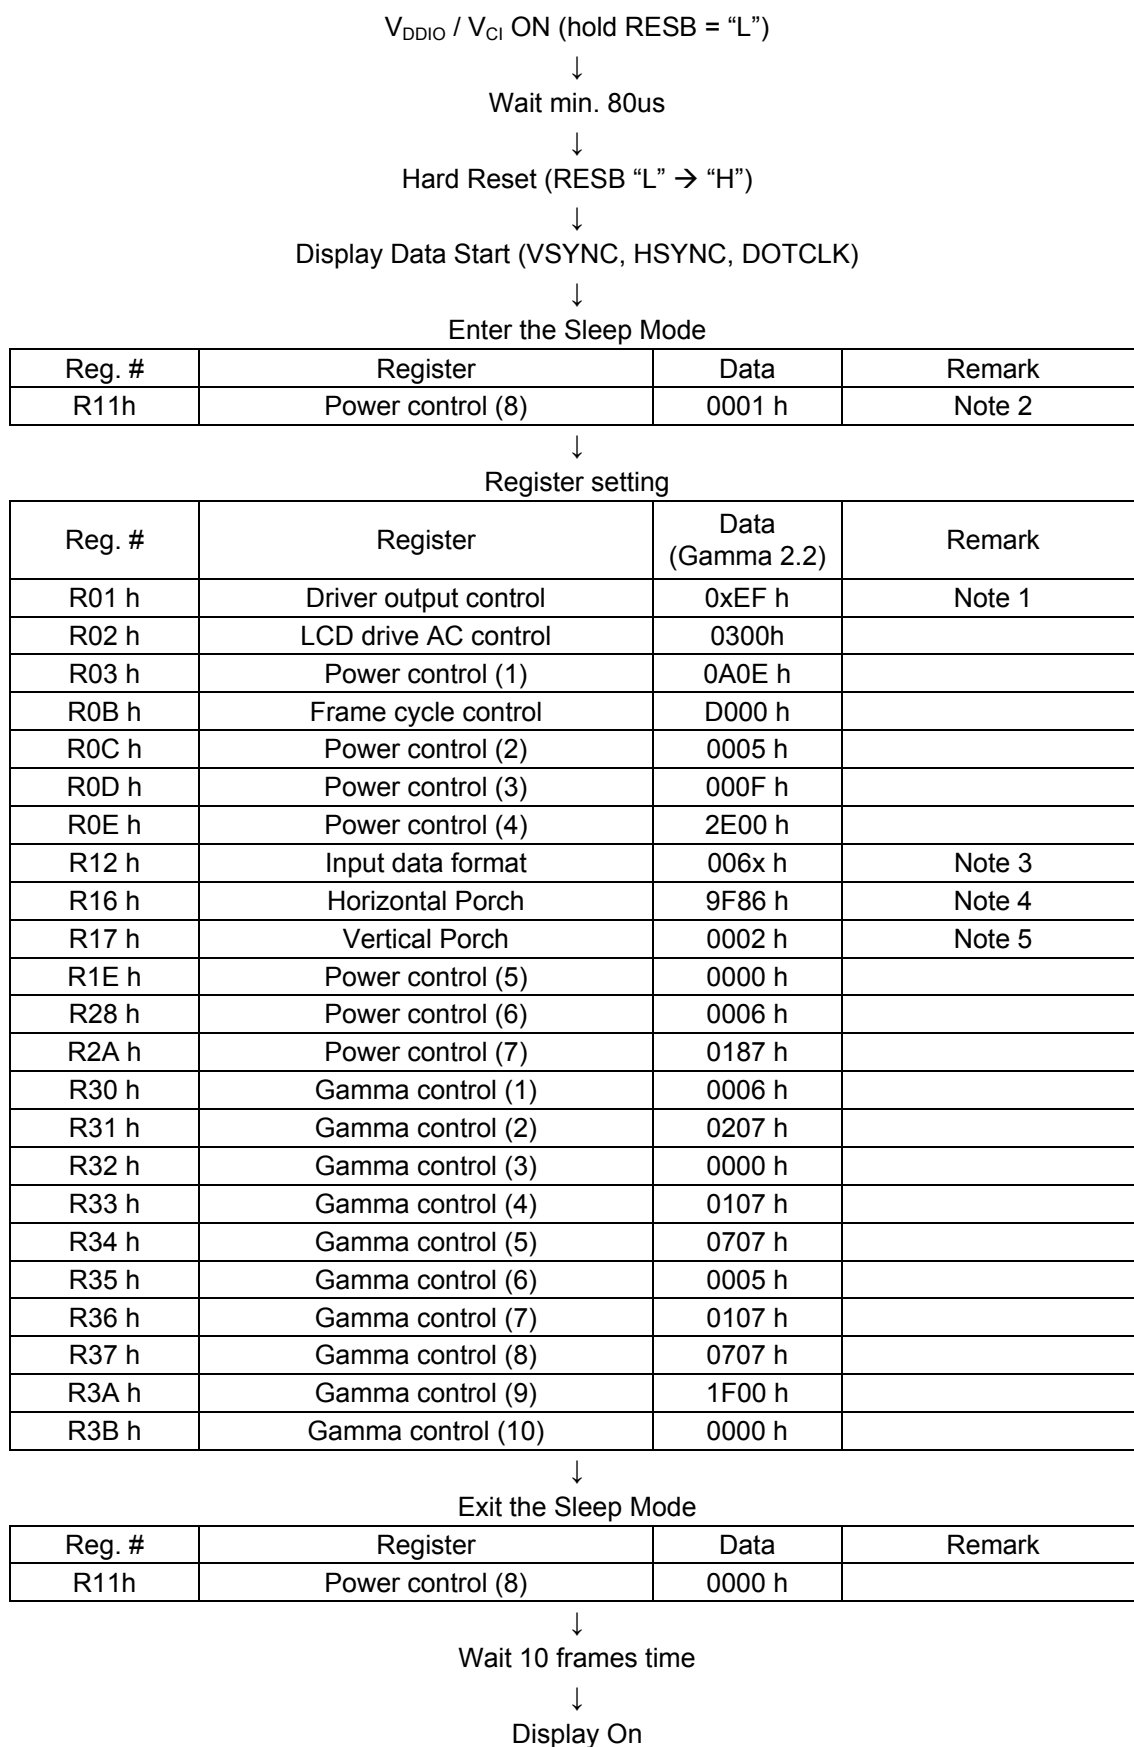 VDDIO / VCI ON (hold RESB = “L”)
↓
Wait min. 80us
↓
Hard Reset (RESB “L” → “H”)
↓
Display Data Start (VSYNC, HSYNC, DOTCLK)
↓
Enter the Sleep Mode
Reg. # Register Data Remark
R11h Power control (8) 0001 h Note 2
↓
Register setting
Reg. # Register Data (Gamma 2.2) Remark
R01 h Driver output control 0xEF h Note 1
R02 h LCD drive AC control 0300h
R03 h Power control (1) 0A0E h
R0B h Frame cycle control D000 h
R0C h Power control (2) 0005 h
R0D h Power control (3) 000F h
R0E h Power control (4) 2E00 h
R12 h Input data format 006x h Note 3
R16 h Horizontal Porch 9F86 h Note 4
R17 h Vertical Porch 0002 h Note 5
R1E h Power control (5) 0000 h
R28 h Power control (6) 0006 h
R2A h Power control (7) 0187 h
R30 h Gamma control (1) 0006 h
R31 h Gamma control (2) 0207 h
R32 h Gamma control (3) 0000 h
R33 h Gamma control (4) 0107 h
R34 h Gamma control (5) 0707 h
R35 h Gamma control (6) 0005 h
R36 h Gamma control (7) 0107 h
R37 h Gamma control (8) 0707 h
R3A h Gamma control (9) 1F00 h
R3B h Gamma control (10) 0000 h
↓
Exit the Sleep Mode
Reg. # Register Data Remark
R11h Power control (8) 0000 h
↓
Wait 10 frames time
↓
Display On